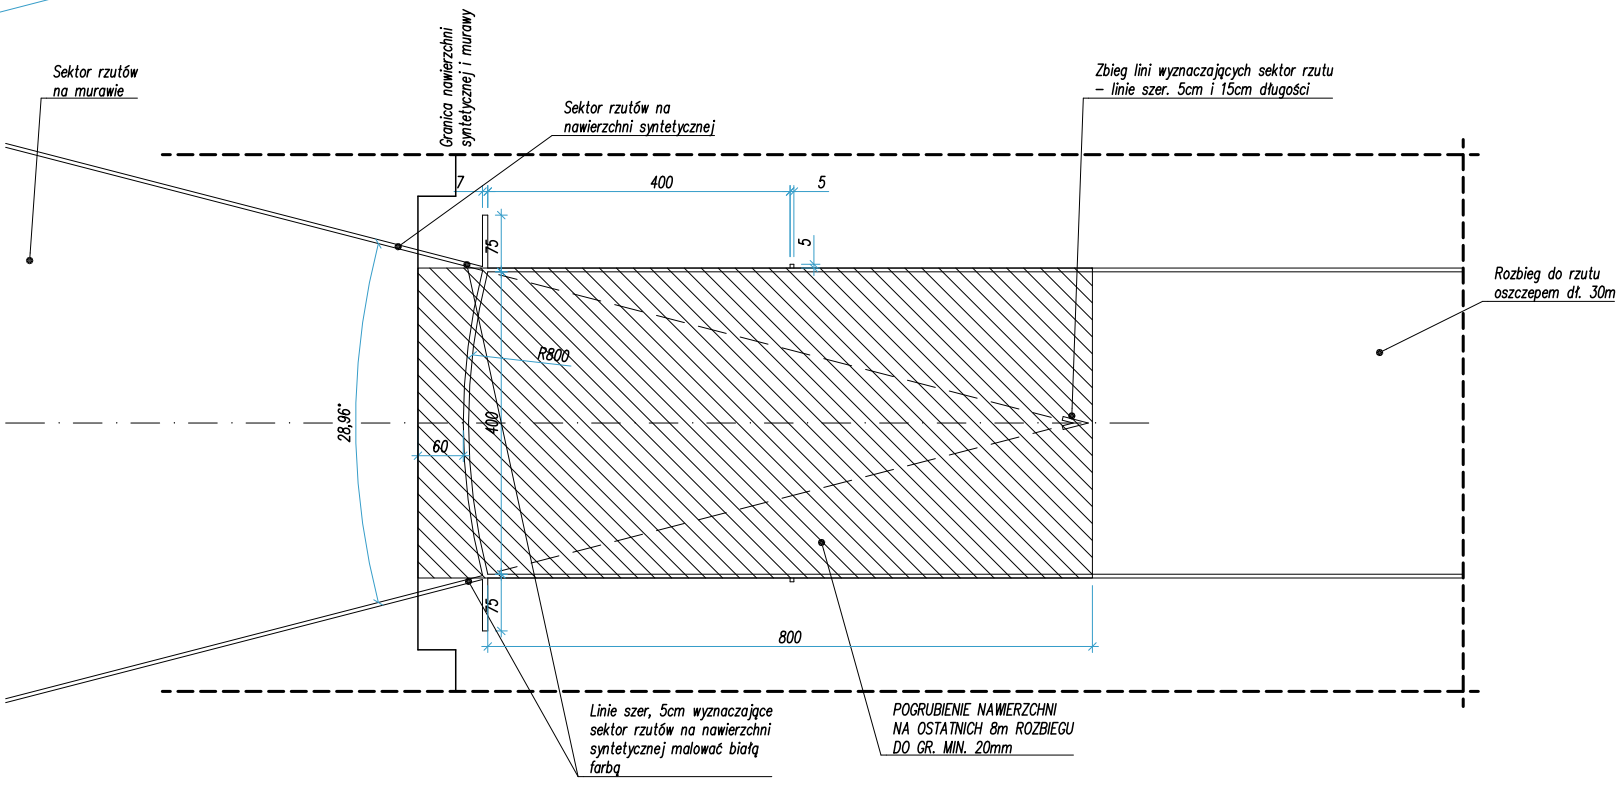 Sektor rzutów
na murawie
Granica nawierzchni
syntetycznej i murawy
Sektor rzutów na
nawierzchni syntetycznej
Zbieg lini wyznaczających sektor rzutu
– linie szer. 5cm i 15cm długości
7
400
5
75
5
Rozbieg do rzutu
oszczepem dł. 30m
R800
28,96°
400
60
75
800
Linie szer, 5cm wyznaczające
sektor rzutów na nawierzchni
syntetycznej malować białą
farbą
POGRUBIENIE NAWIERZCHNI
NA OSTATNICH 8m ROZBIEGU
DO GR. MIN. 20mm